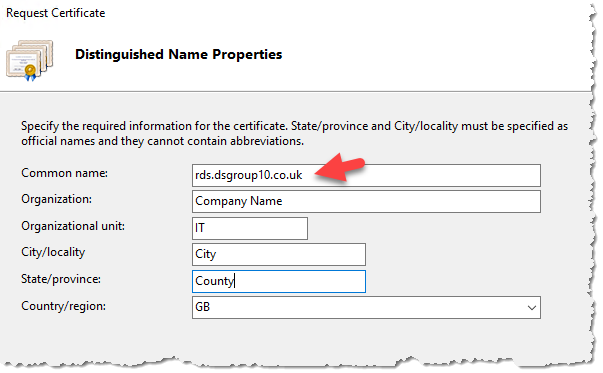 Request Certificate
Distinguished Name Properties
Specify the required information for the certificate. State/province and City/locality must be specified as
official names and they cannot contain abbreviations.
Common name: rds.dsgroup10.co.uk
Organization: Company Name
Organizational unit: IT
City/locality City
State/province: County
Country/region: GB